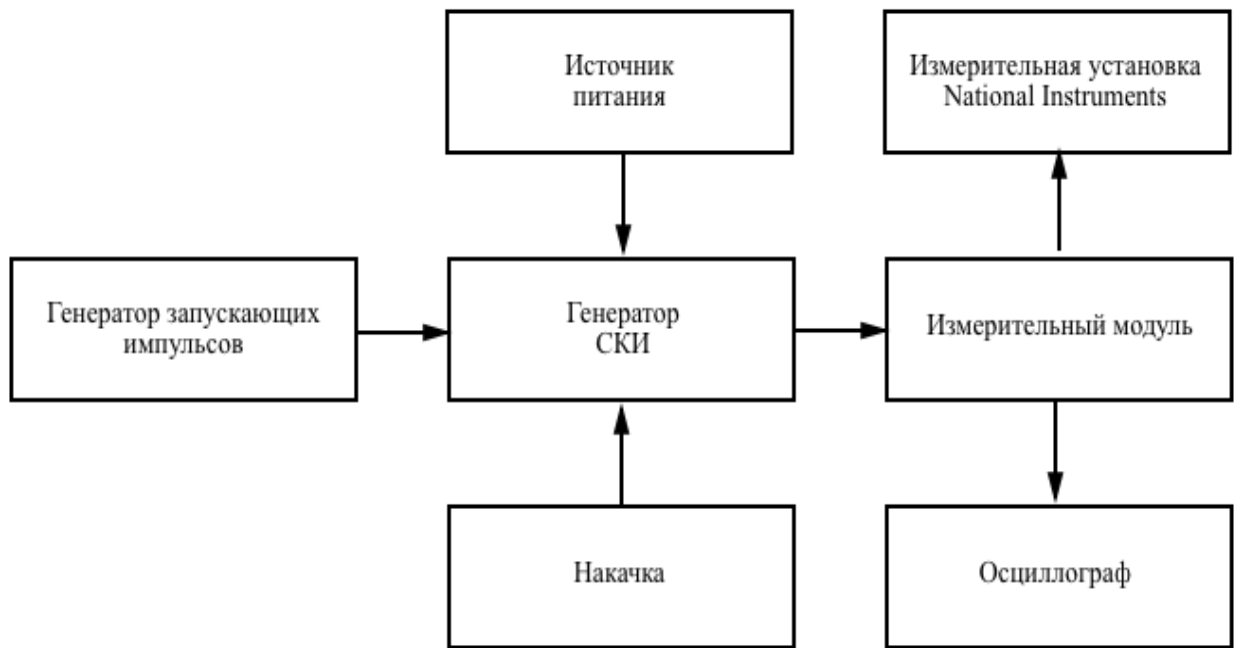 Источник
питания
Измерительная установка
National Instruments
Генератор запускающих
импульсов
Генератор
СКИ
Измерительный модуль
Накачка
Осциллограф